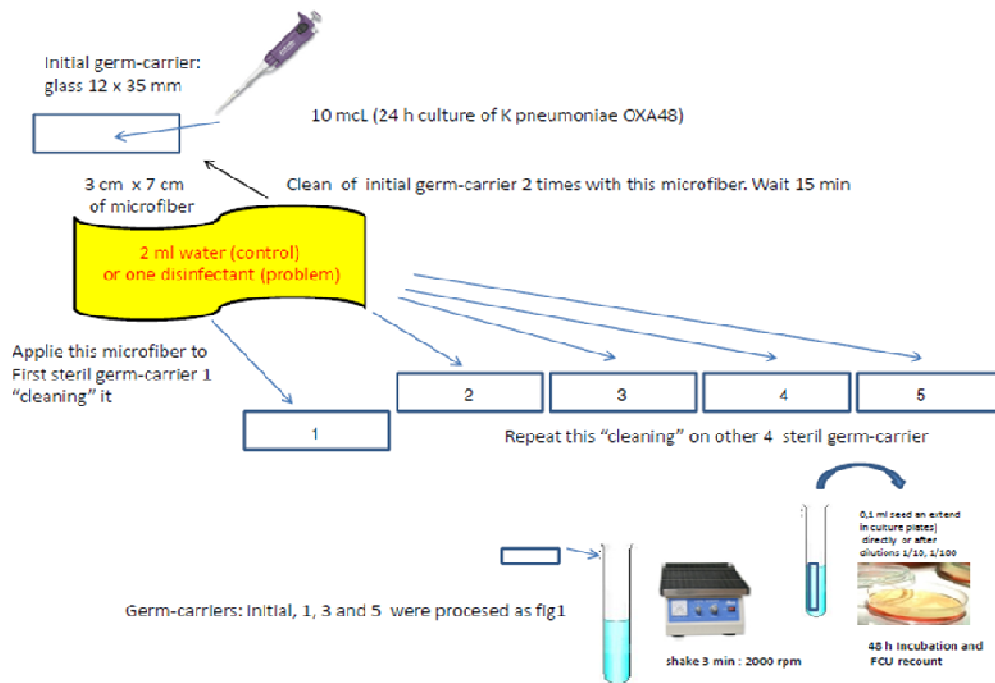 Initial germ-carrier:
glass 12 x 35 mm
10 mcL (24 h culture of K pneumoniae OXA48)
3 cm x 7 cm
of microfiber
Clean of initial germ-carrier 2 times with this microfiber. Wait 15 min
2 ml water (control)
or one disinfectant (problem)
Applie this microfiber to
First steril germ-carrier 1
"cleaning" it
1
2
3
4
5
Repeat this "cleaning" on other 4 steril germ-carrier
0,1 ml seed an extend
in culture plates)
directly or after
dilutions 1/10, 1/100
Germ-carriers: Initial, 1, 3 and 5 were procesed as fig1
shake 3 min : 2000 rpm
48 h Incubation and
FCU recount